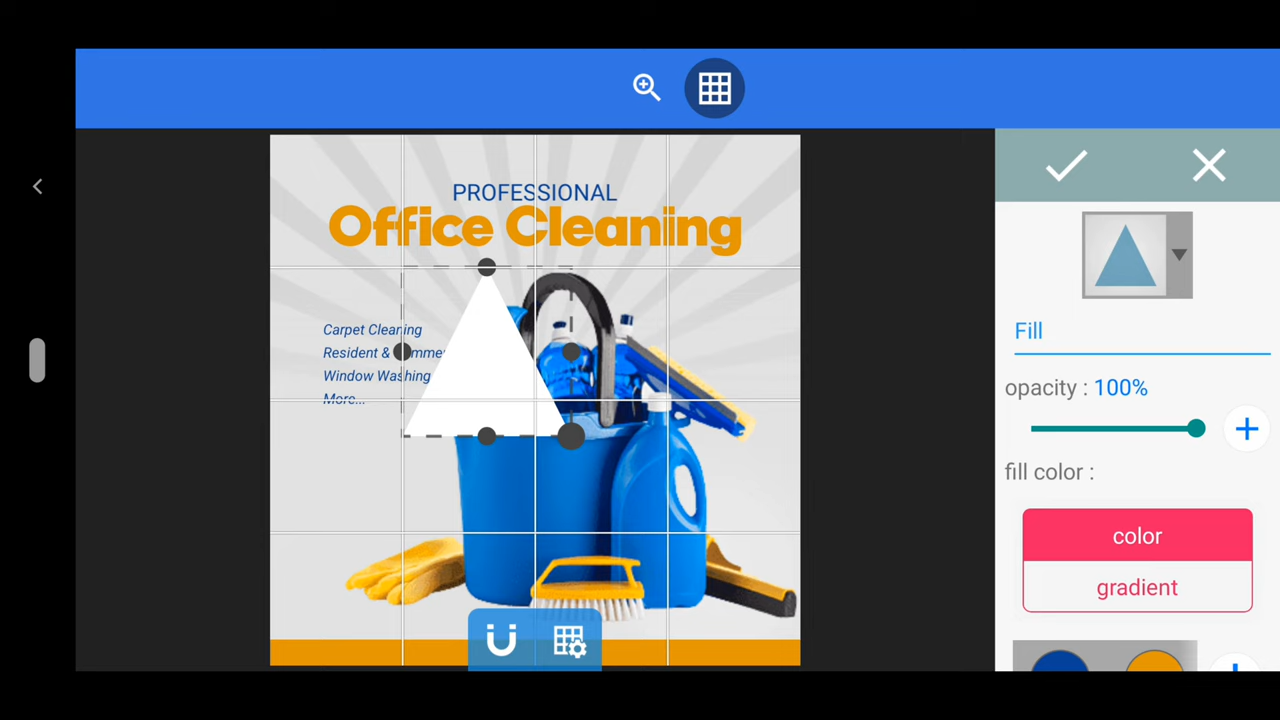 PROFESSIONAL
Office Cleaning
Carpet Cleaning
Resident &
Window Washing
More...
Fill
opacity : 100%
fill color :
color
gradient